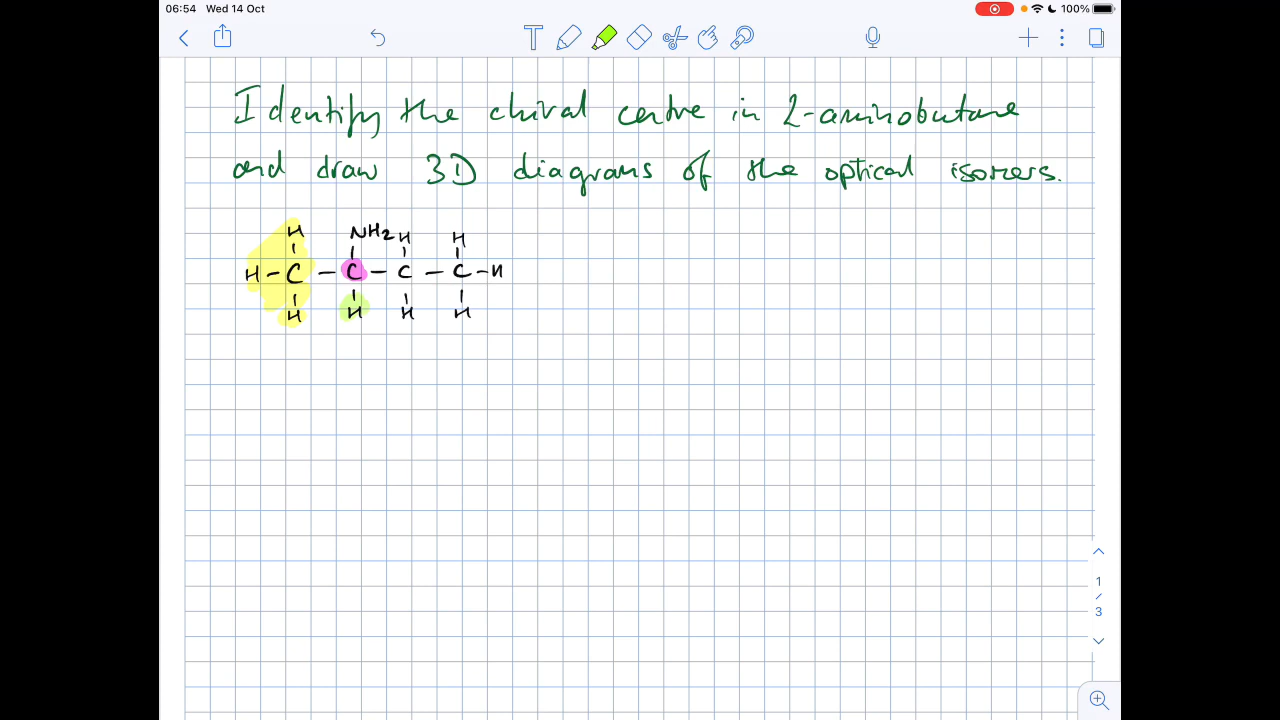 06:54 Wed 14 Oct 100%
T
Identify the chiral centre in 2-aminobutane
and draw 3D diagrams of the optical isomers.
H NH2 H H
H-C-C-C-C-H
H H H H
1
/
3